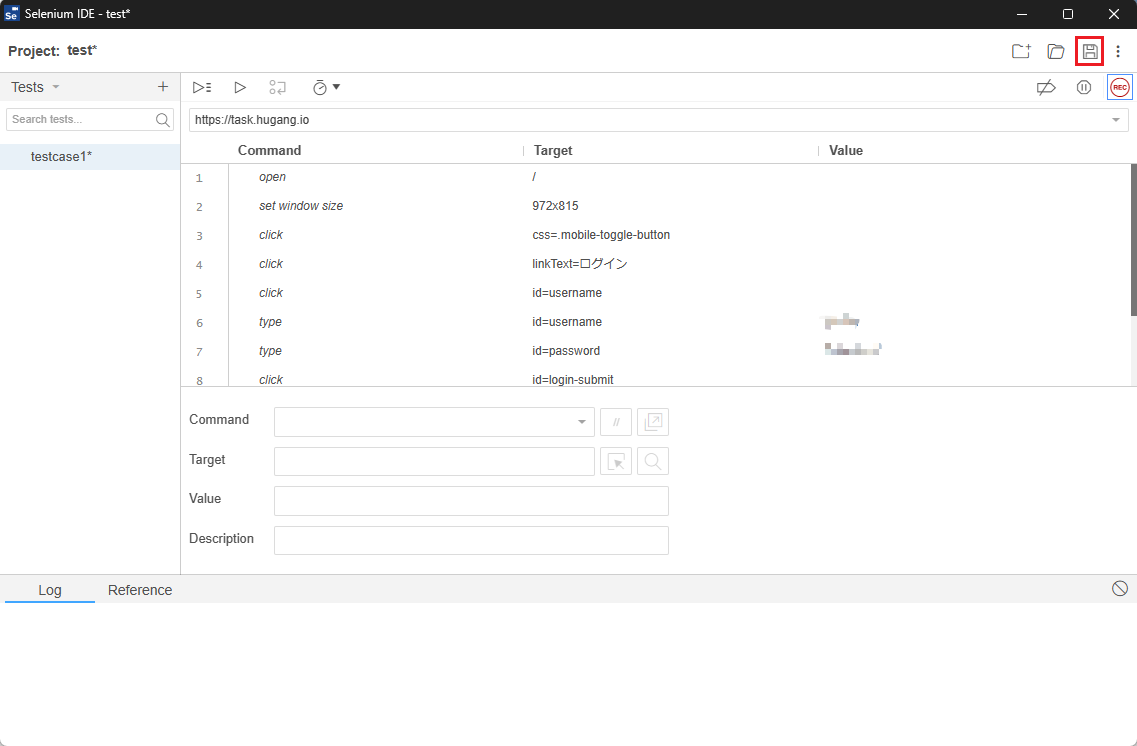 Se Selenium IDE - test*
Project: test*
Tests
Search tests...
testcase1*
REC
https://task.hugang.io
Command Target Value
1 open /
2 set window size 972x815
3 click css=.mobile-toggle-button
4 click linkText=ログイン
5 click id=username
6 type id=username
7 type id=password
8 click id=login-submit
Command //
Target
Value
Description
Log Reference